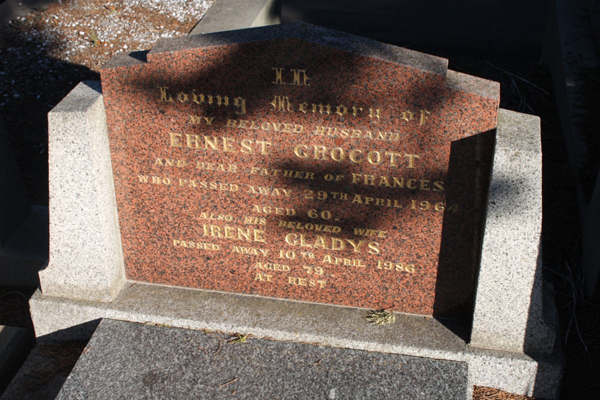 In
Loving Memory of
MY BELOVED HUSBAND
ERNEST GROCOTT
AND DEAR FATHER OF FRANCES
WHO PASSED AWAY 29TH APRIL 1964
AGED 60.
ALSO HIS BELOVED WIFE
IRENE GLADYS
PASSED AWAY 10TH APRIL 1986
AGED 79
AT REST